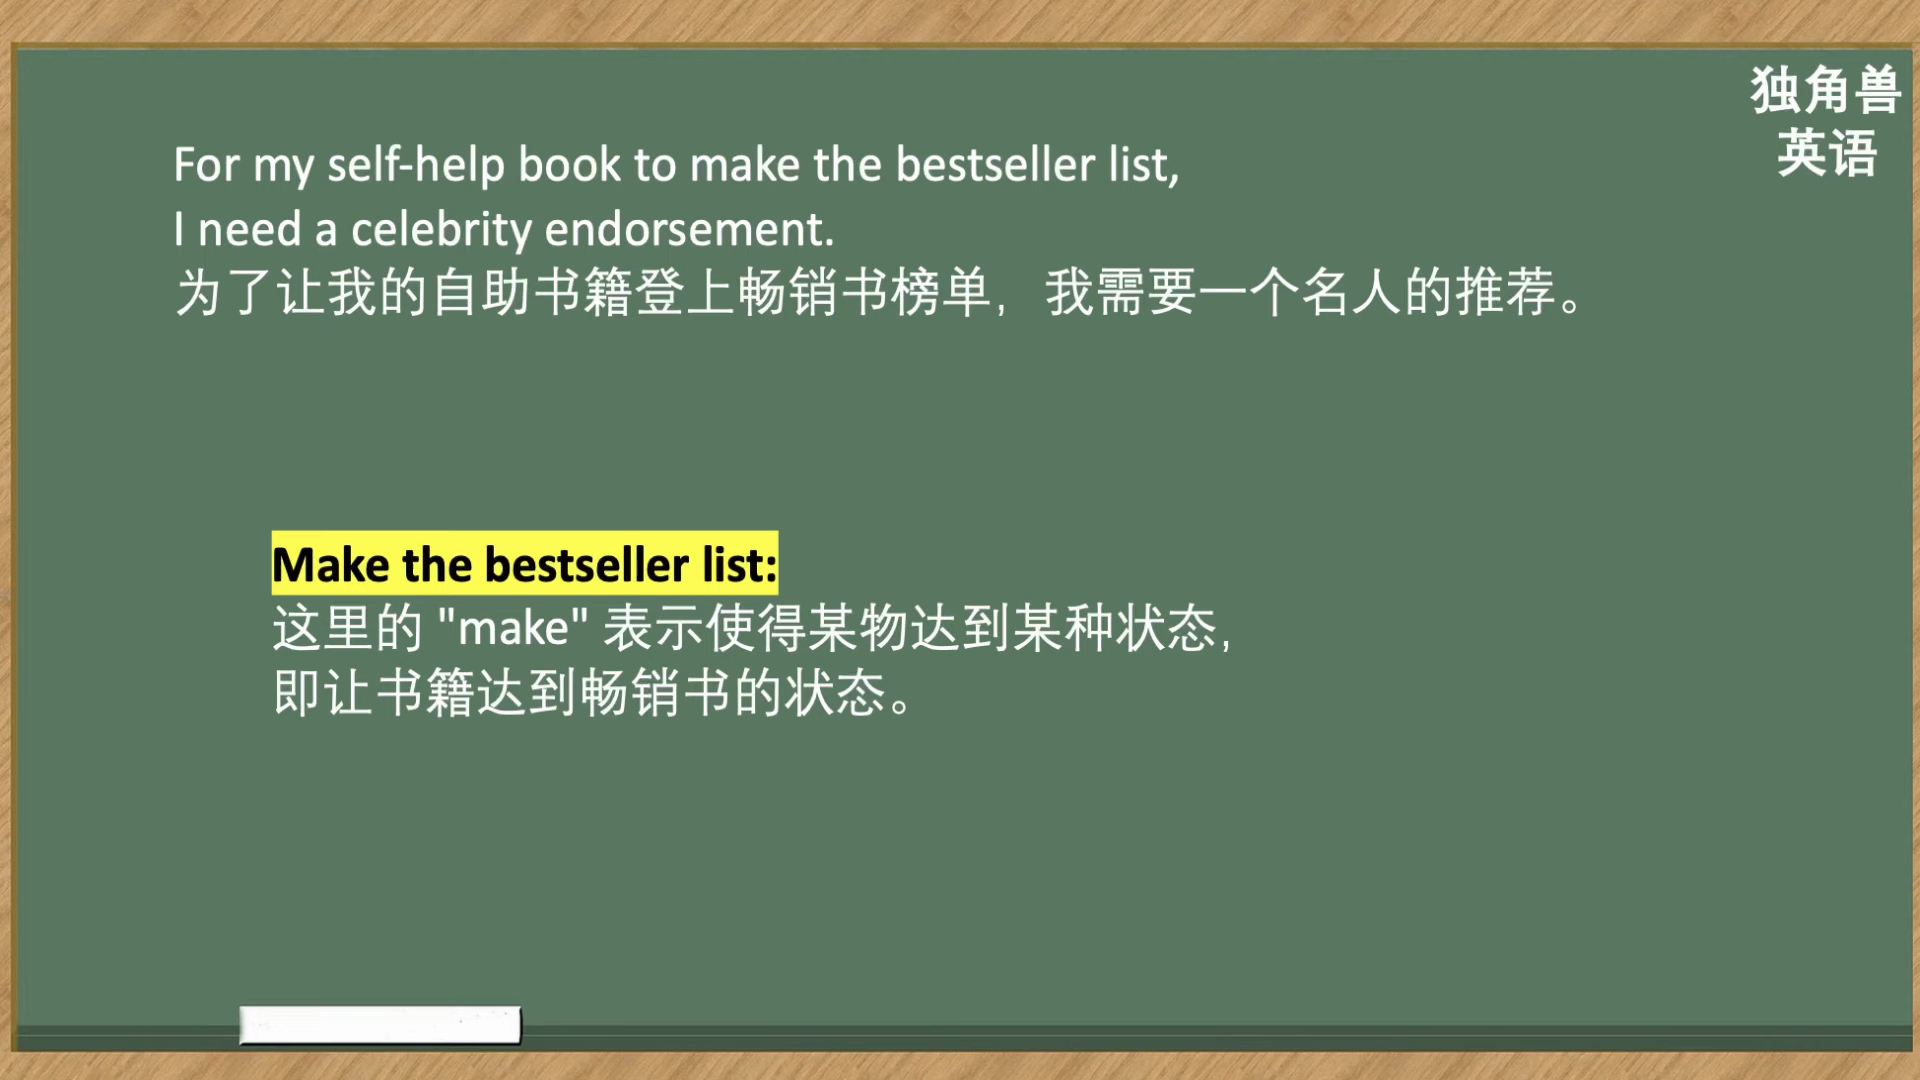 独角兽
英语
For my self-help book to make the bestseller list,
I need a celebrity endorsement.
为了让我的自助书籍登上畅销书榜单，我需要一个名人的推荐。
Make the bestseller list:
这里的 "make" 表示使得某物达到某种状态，
即让书籍达到畅销书的状态。